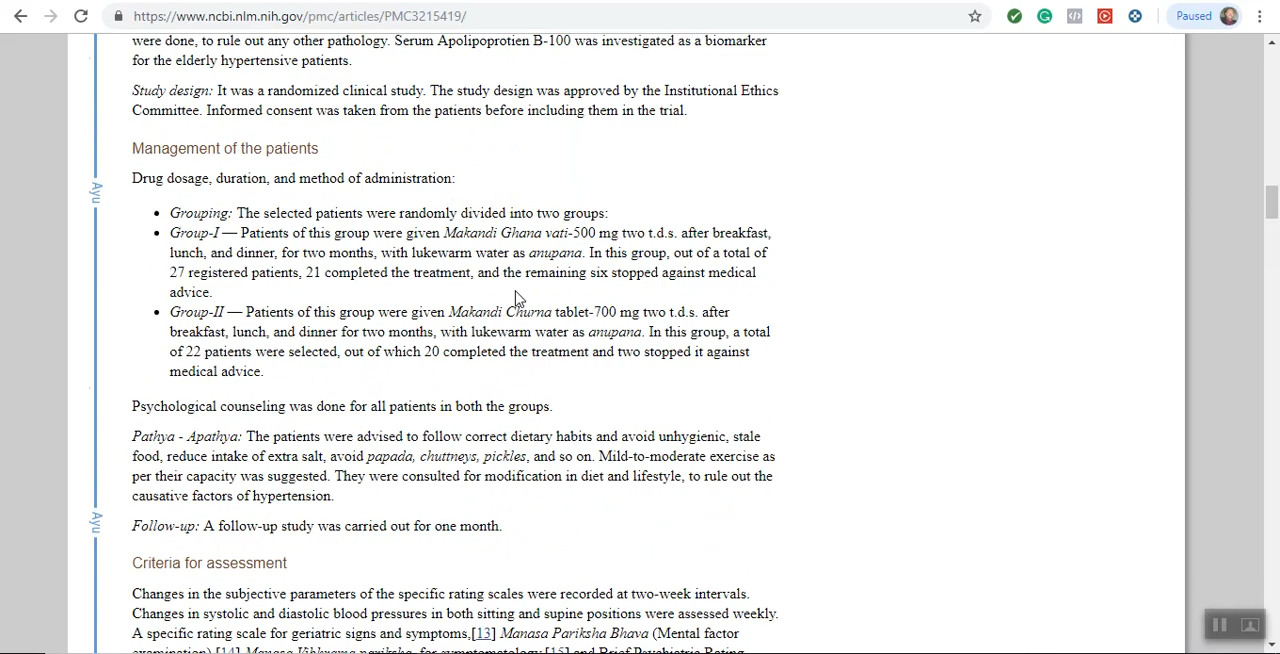 https://www.ncbi.nlm.nih.gov/pmc/articles/PMC3215419/
Paused
were done, to rule out any other pathology. Serum Apolipoprotien B-100 was investigated as a biomarker
for the elderly hypertensive patients.
Study design: It was a randomized clinical study. The study design was approved by the Institutional Ethics
Committee. Informed consent was taken from the patients before including them in the trial.
Management of the patients
Drug dosage, duration, and method of administration:
• Grouping: The selected patients were randomly divided into two groups:
• Group-I — Patients of this group were given Makandi Ghana vati-500 mg two t.d.s. after breakfast,
lunch, and dinner, for two months, with lukewarm water as anupana. In this group, out of a total of
27 registered patients, 21 completed the treatment, and the remaining six stopped against medical
advice.
• Group-II — Patients of this group were given Makandi Churna tablet-700 mg two t.d.s. after
breakfast, lunch, and dinner for two months, with lukewarm water as anupana. In this group, a total
of 22 patients were selected, out of which 20 completed the treatment and two stopped it against
medical advice.
Psychological counseling was done for all patients in both the groups.
Pathya - Apathya: The patients were advised to follow correct dietary habits and avoid unhygienic, stale
food, reduce intake of extra salt, avoid papada, chuttneys, pickles, and so on. Mild-to-moderate exercise as
per their capacity was suggested. They were consulted for modification in diet and lifestyle, to rule out the
causative factors of hypertension.
Follow-up: A follow-up study was carried out for one month.
Criteria for assessment
Changes in the subjective parameters of the specific rating scales were recorded at two-week intervals.
Changes in systolic and diastolic blood pressures in both sitting and supine positions were assessed weekly.
A specific rating scale for geriatric signs and symptoms,[13] Manasa Pariksha Bhava (Mental factor
examination),[14] Manasa Vibhrama pariksha, for symptomatology,[15] and Brief Psychiatric Rating
Ayu
Ayu